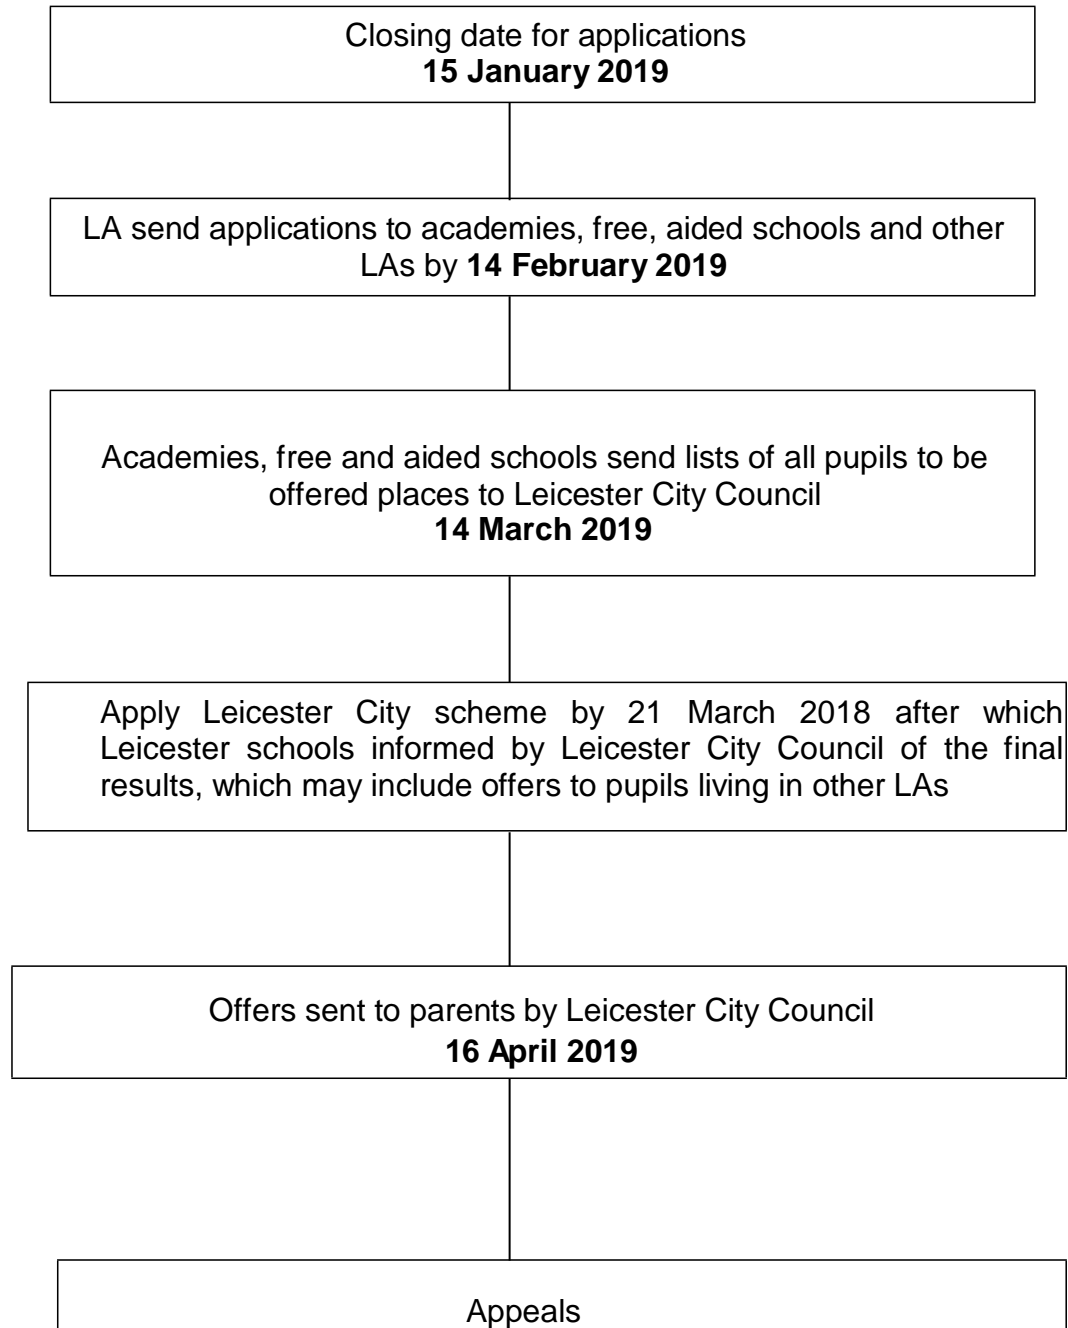 Closing date for applications
15 January 2019
LA send applications to academies, free, aided schools and other
LAs by 14 February 2019
Academies, free and aided schools send lists of all pupils to be
offered places to Leicester City Council
14 March 2019
Apply Leicester City scheme by 21 March 2018 after which
Leicester schools informed by Leicester City Council of the final
results, which may include offers to pupils living in other LAs
Offers sent to parents by Leicester City Council
16 April 2019
Appeals